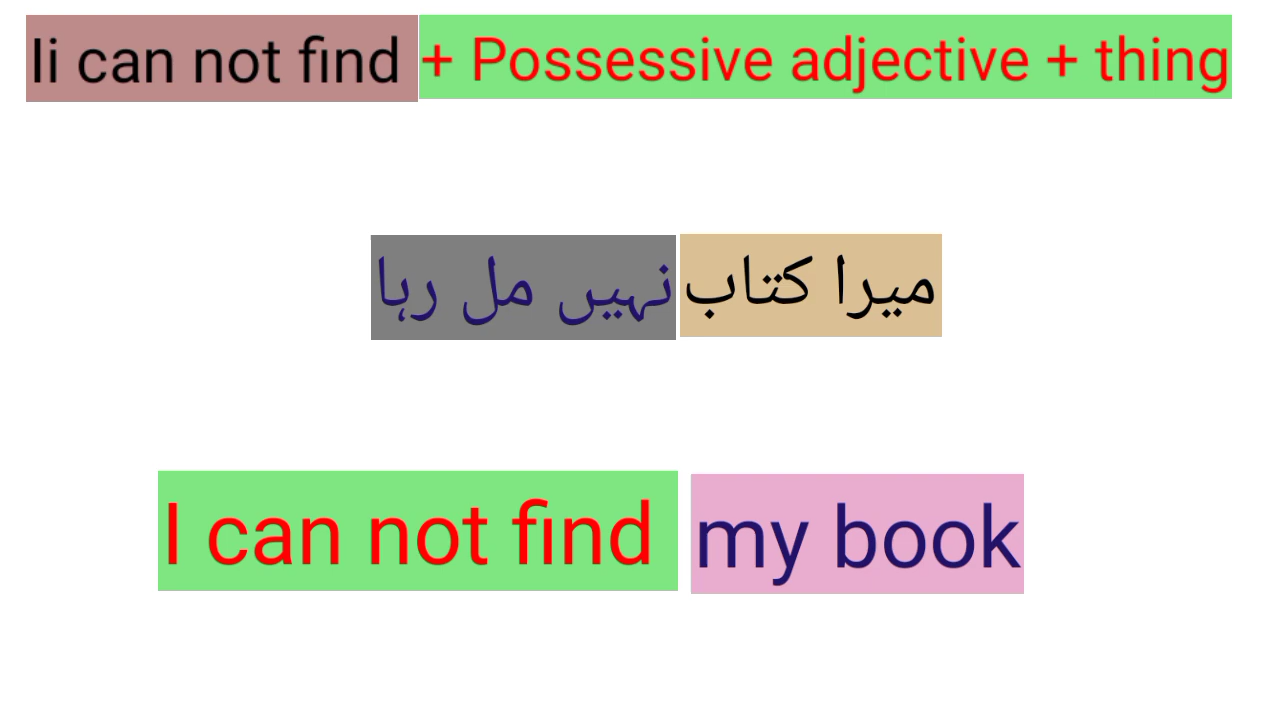 Ii can not find + Possessive adjective + thing
میرا کتاب نہیں مل رہا
I can not find my book